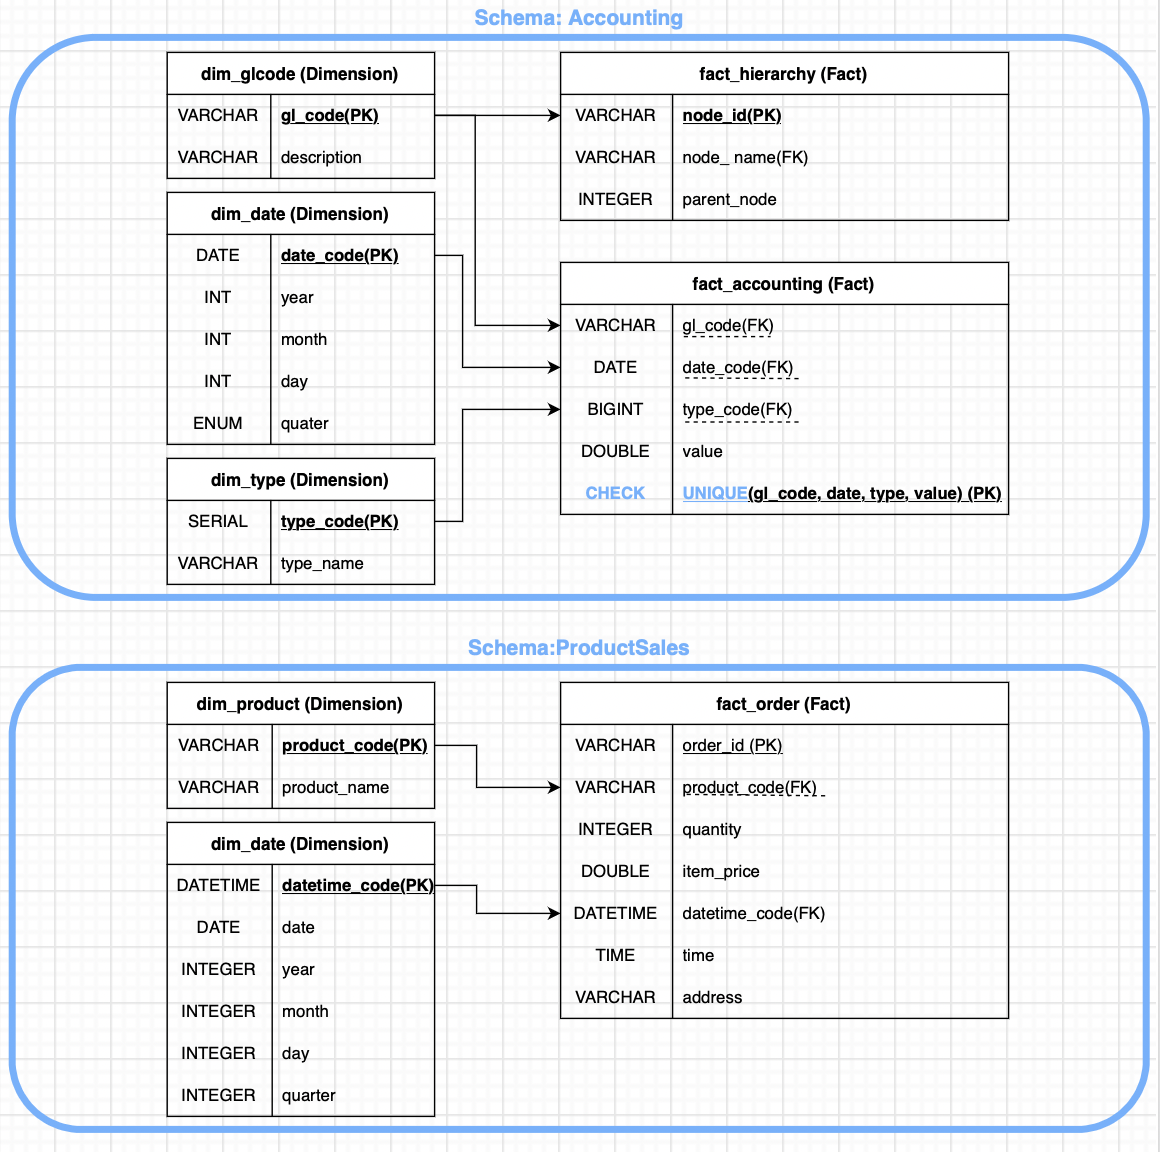 Schema: Accounting
dim_glcode (Dimension)
VARCHAR gl_code(PK)
VARCHAR description
dim_date (Dimension)
DATE date_code(PK)
INT year
INT month
INT day
ENUM quater
dim_type (Dimension)
SERIAL type_code(PK)
VARCHAR type_name
fact_hierarchy (Fact)
VARCHAR node_id(PK)
VARCHAR node_ name(FK)
INTEGER parent_node
fact_accounting (Fact)
VARCHAR gl_code(FK)
DATE date_code(FK)
BIGINT type_code(FK)
DOUBLE value
CHECK UNIQUE(gl_code, date, type, value) (PK)
Schema:ProductSales
dim_product (Dimension)
VARCHAR product_code(PK)
VARCHAR product_name
dim_date (Dimension)
DATETIME datetime_code(PK)
DATE date
INTEGER year
INTEGER month
INTEGER day
INTEGER quarter
fact_order (Fact)
VARCHAR order_id (PK)
VARCHAR product_code(FK)
INTEGER quantity
DOUBLE item_price
DATETIME datetime_code(FK)
TIME time
VARCHAR address